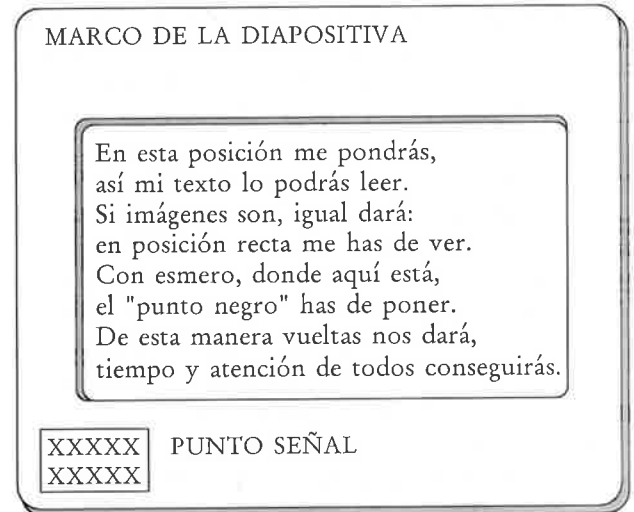 MARCO DE LA DIAPOSITIVA
En esta posición me pondrás,
así mi texto lo podrás leer.
Si imágenes son, igual dará:
en posición recta me has de ver.
Con esmero, donde aquí está,
el "punto negro" has de poner.
De esta manera vueltas nos dará,
tiempo y atención de todos conseguirás.
XXXXX PUNTO SEÑAL
XXXXX